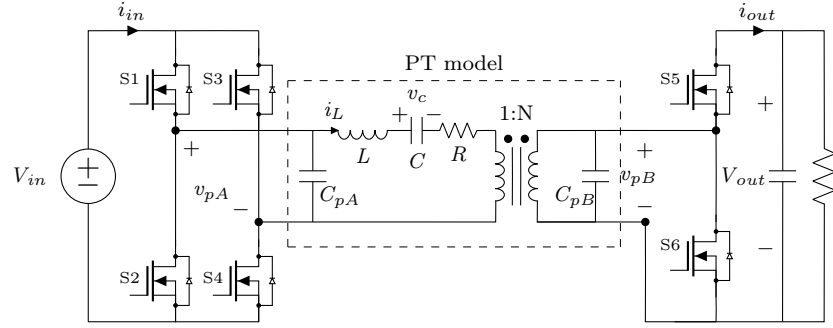 i_in
i_out
PT model
S1
S3
S5
i_L
+ v_c −
1:N
L
C
R
+
+
+
V_in
+
−
v_pA
C_pA
C_pB
v_pB
V_out
−
−
−
S2
S4
S6